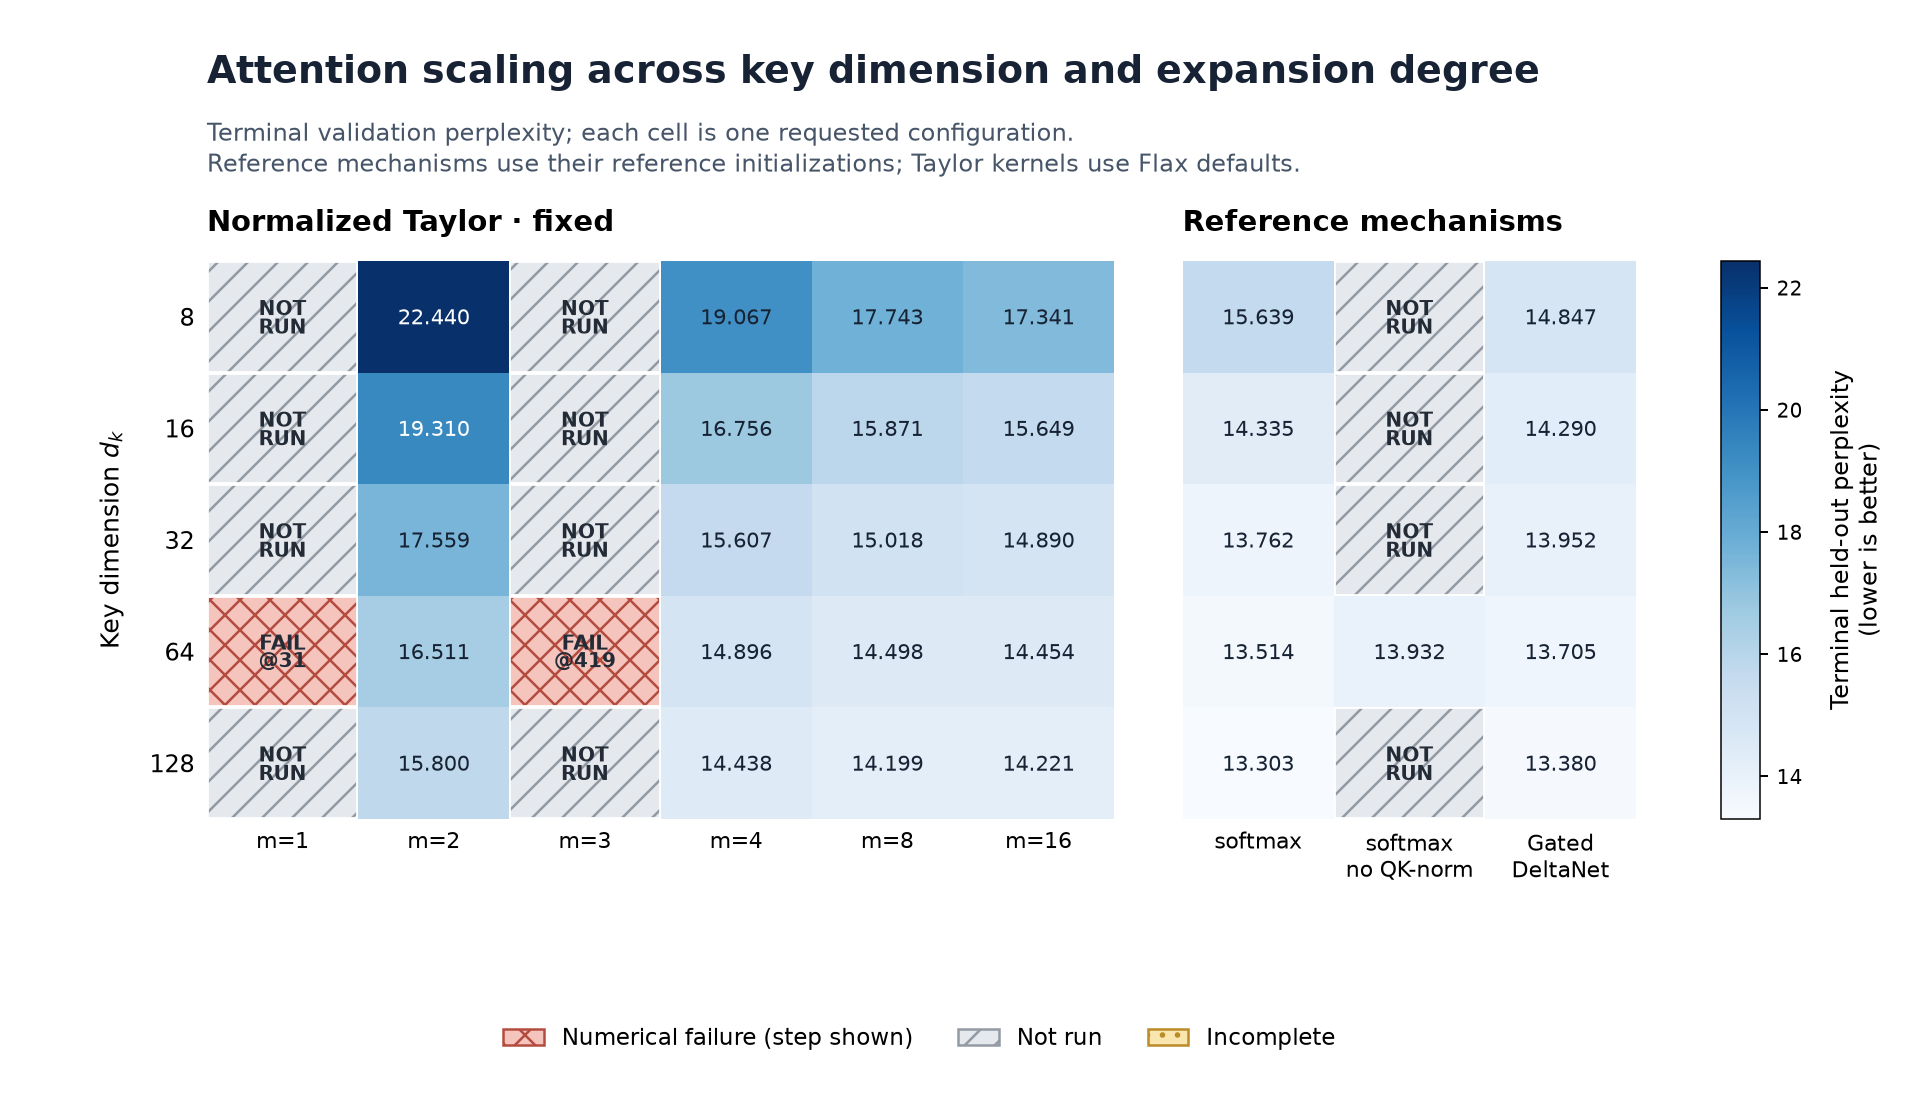 Attention scaling across key dimension and expansion degree
Terminal validation perplexity; each cell is one requested configuration.
Reference mechanisms use their reference initializations; Taylor kernels use Flax defaults.
Normalized Taylor · fixed
Reference mechanisms
Key dimension dk
8
NOT
RUN
22.440
NOT
RUN
19.067
17.743
17.341
15.639
NOT
RUN
14.847
16
NOT
RUN
19.310
NOT
RUN
16.756
15.871
15.649
14.335
NOT
RUN
14.290
32
NOT
RUN
17.559
NOT
RUN
15.607
15.018
14.890
13.762
NOT
RUN
13.952
64
FAIL
@31
16.511
FAIL
@419
14.896
14.498
14.454
13.514
13.932
13.705
128
NOT
RUN
15.800
NOT
RUN
14.438
14.199
14.221
13.303
NOT
RUN
13.380
m=1
m=2
m=3
m=4
m=8
m=16
softmax
softmax
no QK-norm
Gated
DeltaNet
22
20
18
16
14
Terminal held-out perplexity
(lower is better)
Numerical failure (step shown)
Not run
Incomplete